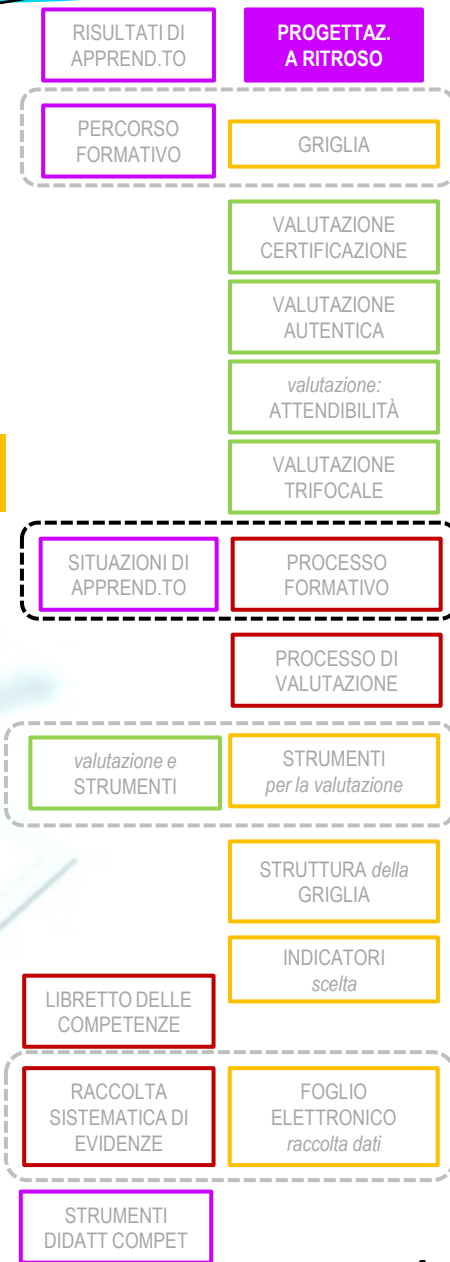 RISULTATI DI
APPREND.TO
PROGETTAZ.
A RITROSO
PERCORSO
FORMATIVO
GRIGLIA
VALUTAZIONE
CERTIFICAZIONE
VALUTAZIONE
AUTENTICA
valutazione:
ATTENDIBILITÀ
VALUTAZIONE
TRIFOCALE
SITUAZIONI DI
APPREND.TO
PROCESSO
FORMATIVO
PROCESSO DI
VALUTAZIONE
valutazione e
STRUMENTI
STRUMENTI
per la valutazione
STRUTTURA della
GRIGLIA
INDICATORI
scelta
LIBRETTO DELLE
COMPETENZE
RACCOLTA
SISTEMATICA DI
EVIDENZE
FOGLIO
ELETTRONICO
raccolta dati
STRUMENTI
DIDATT COMPET